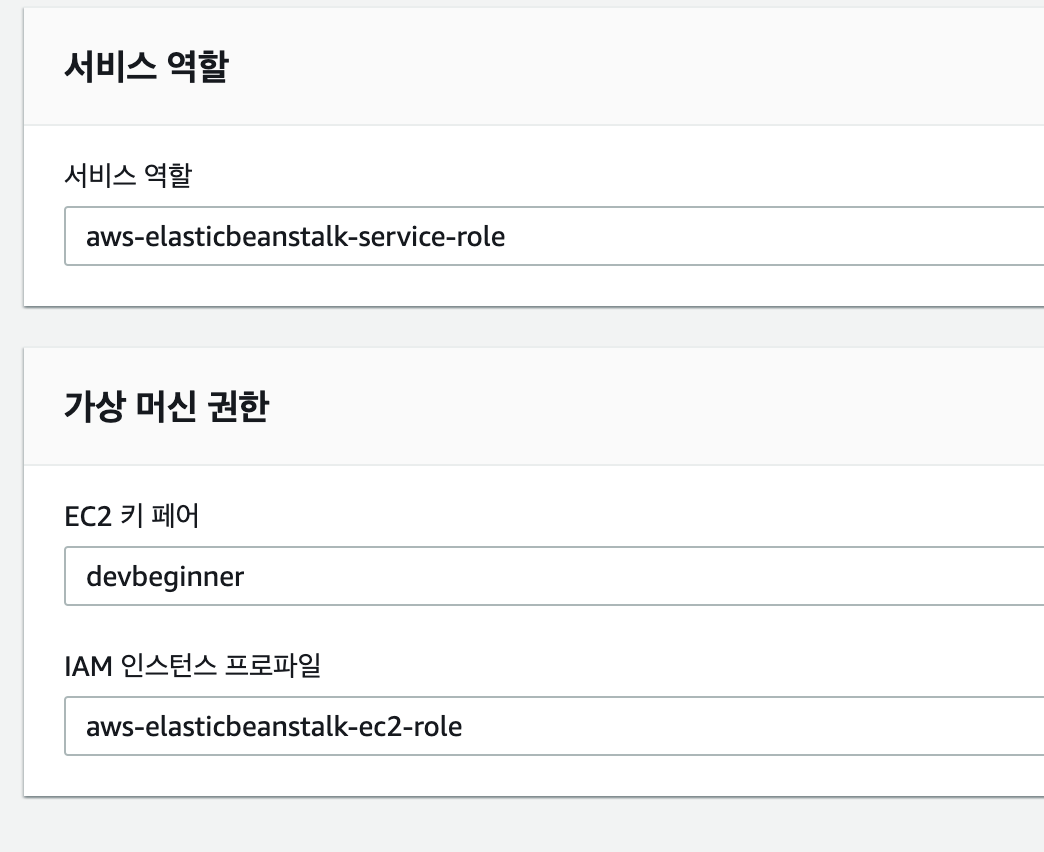 서비스 역할
서비스 역할
aws-elasticbeanstalk-service-role
가상 머신 권한
EC2 키 페어
devbeginner
IAM 인스턴스 프로파일
aws-elasticbeanstalk-ec2-role